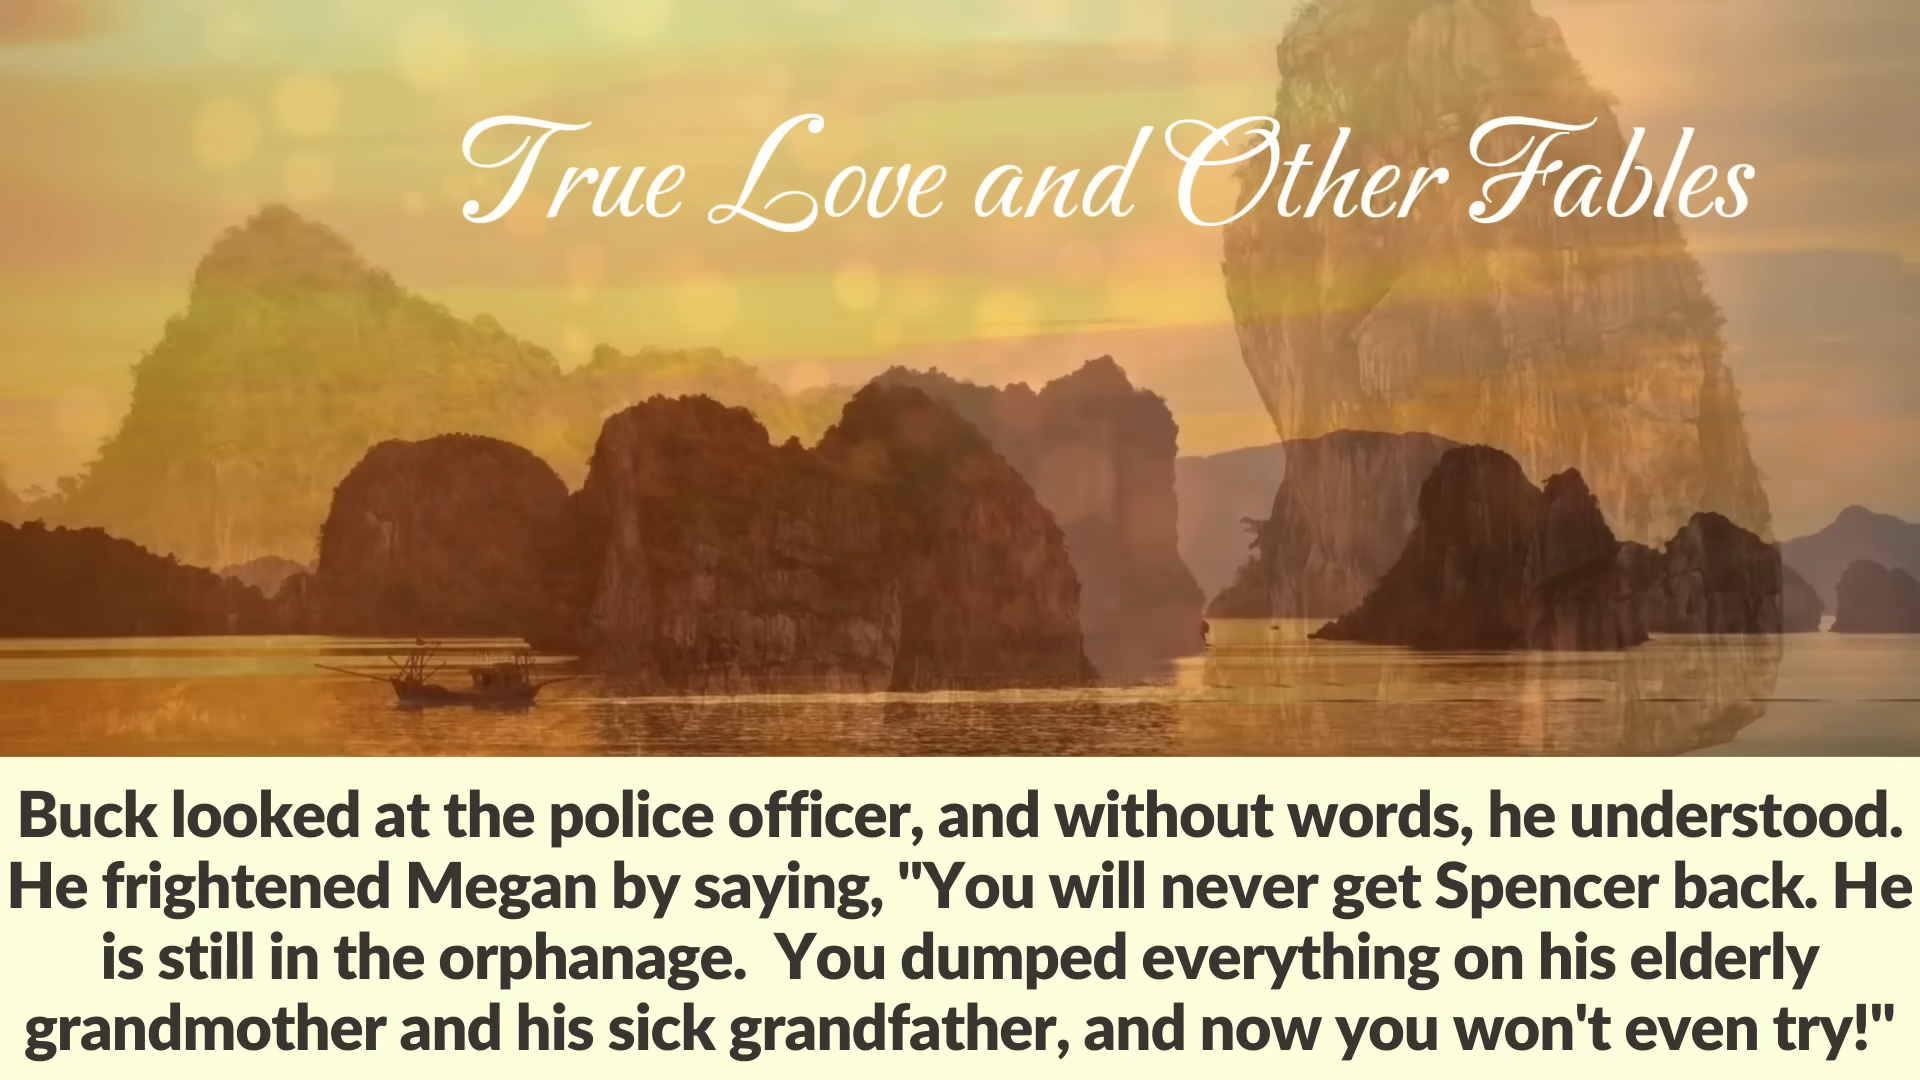 True Love and Other Fables
Buck looked at the police officer, and without words, he understood.
He frightened Megan by saying, "You will never get Spencer back. He
is still in the orphanage.  You dumped everything on his elderly
grandmother and his sick grandfather, and now you won't even try!"